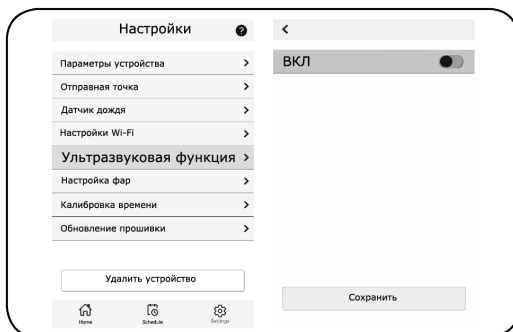 Настройки ?
Параметры устройства
Отправная точка
Датчик дождя
Настройки Wi-Fi
Ультразвуковая функция
Настройка фар
Калибровка времени
Обновление прошивки
Удалить устройство
Home Schedule Settings
ВКЛ
Сохранить